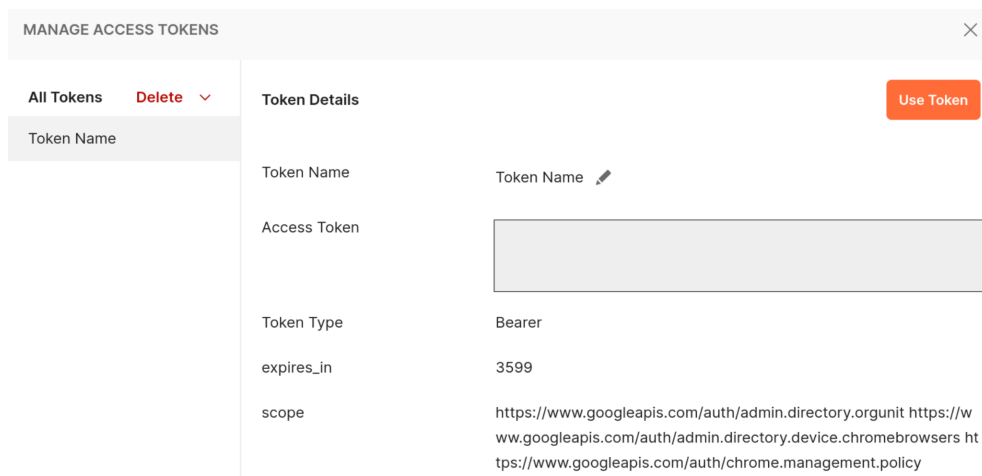 MANAGE ACCESS TOKENS
All Tokens Delete
Token Name
Token Details
Use Token
Token Name Token Name
Access Token
Token Type Bearer
expires_in 3599
scope https://www.googleapis.com/auth/admin.directory.orgunit https://w
ww.googleapis.com/auth/admin.directory.device.chromebrowsers ht
tps://www.googleapis.com/auth/chrome.management.policy